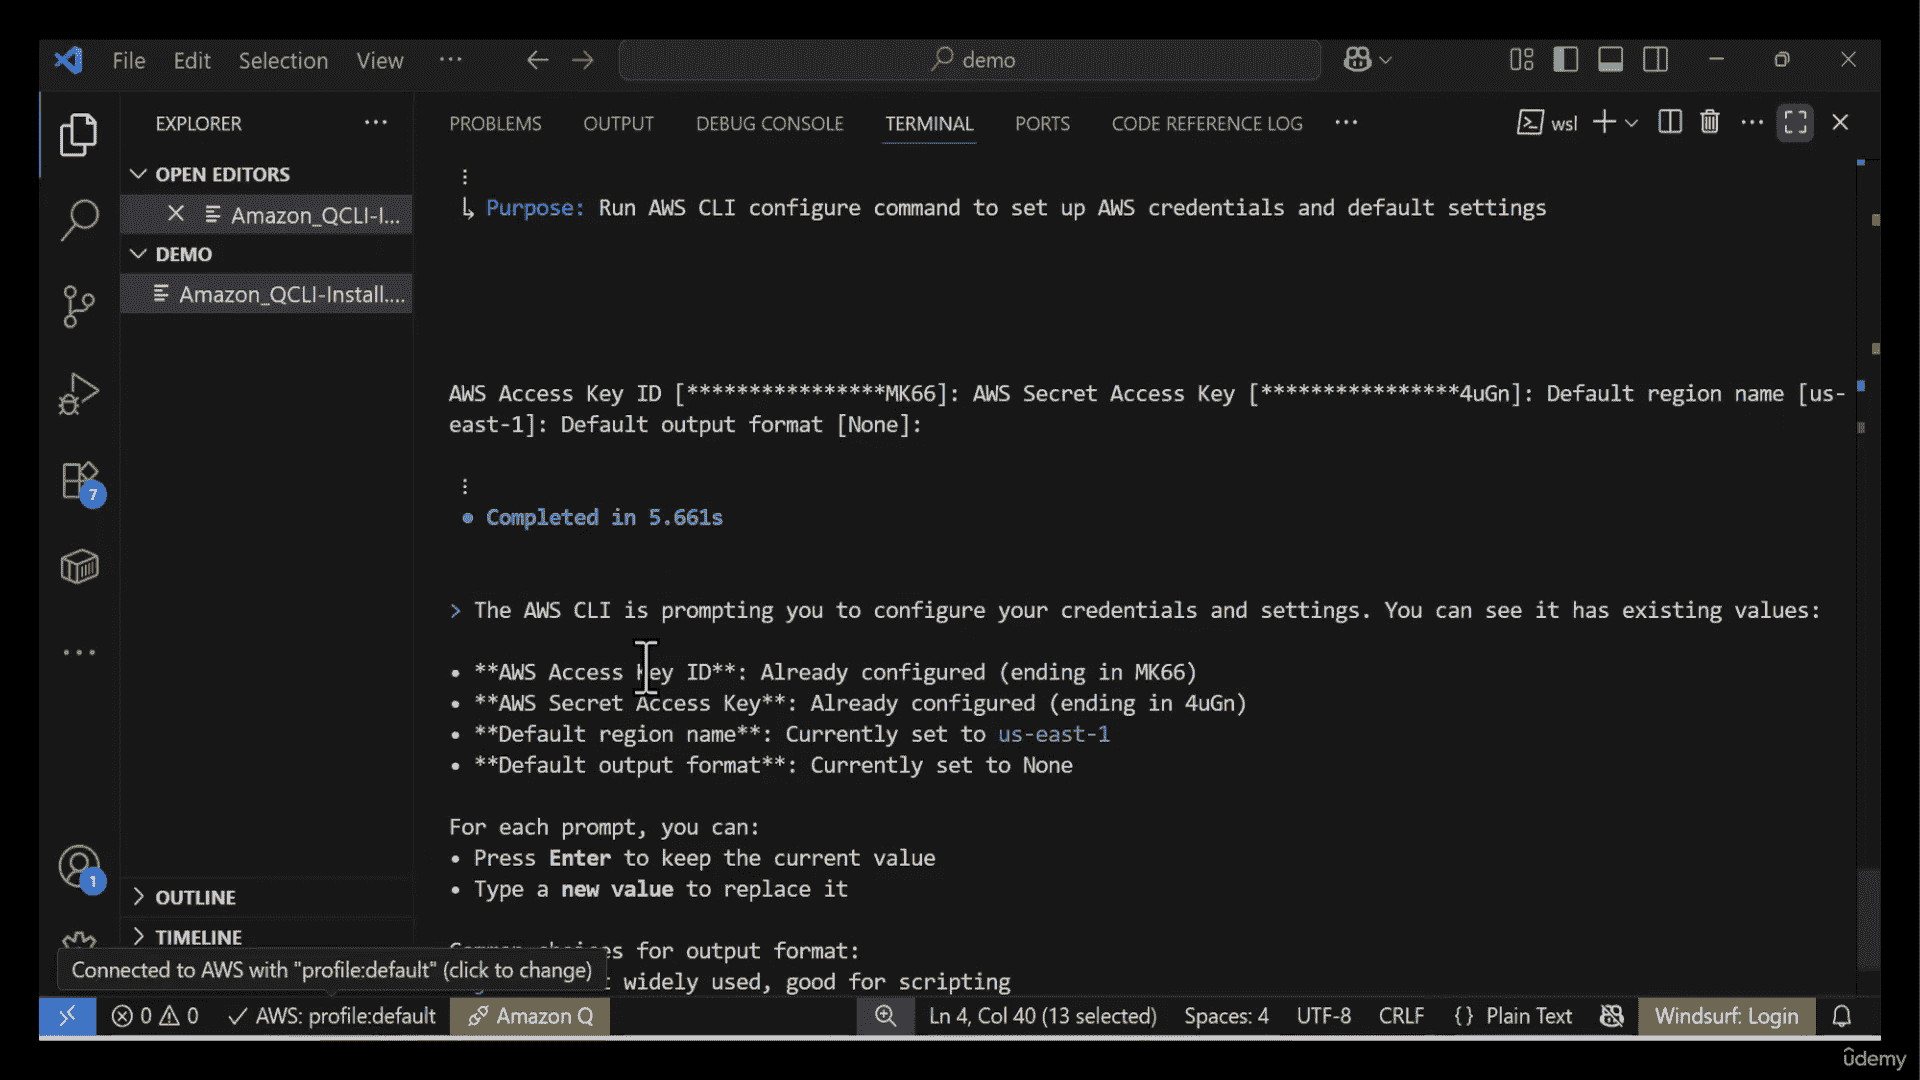 File Edit Selection View ...
demo
EXPLORER ...
OPEN EDITORS
Amazon_QCLI-I...
DEMO
Amazon_QCLI-Install....
OUTLINE
TIMELINE
7
1
PROBLEMS OUTPUT DEBUG CONSOLE TERMINAL PORTS CODE REFERENCE LOG ...
wsl
↳ Purpose: Run AWS CLI configure command to set up AWS credentials and default settings
AWS Access Key ID [****************MK66]: AWS Secret Access Key [****************4uGn]: Default region name [us-
east-1]: Default output format [None]:
● Completed in 5.661s
> The AWS CLI is prompting you to configure your credentials and settings. You can see it has existing values:
• **AWS Access Key ID**: Already configured (ending in MK66)
• **AWS Secret Access Key**: Already configured (ending in 4uGn)
• **Default region name**: Currently set to us-east-1
• **Default output format**: Currently set to None
For each prompt, you can:
• Press Enter to keep the current value
• Type a new value to replace it
for output format:
widely used, good for scripting
Connected to AWS with "profile:default" (click to change)
0 0 AWS: profile:default Amazon Q Ln 4, Col 40 (13 selected) Spaces: 4 UTF-8 CRLF {} Plain Text Windsurf: Login
ûdemy